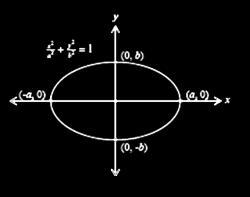 y
x²/a² + y²/b² = 1
(0, b)
(-a, 0)
(a, 0)
x
(0, -b)